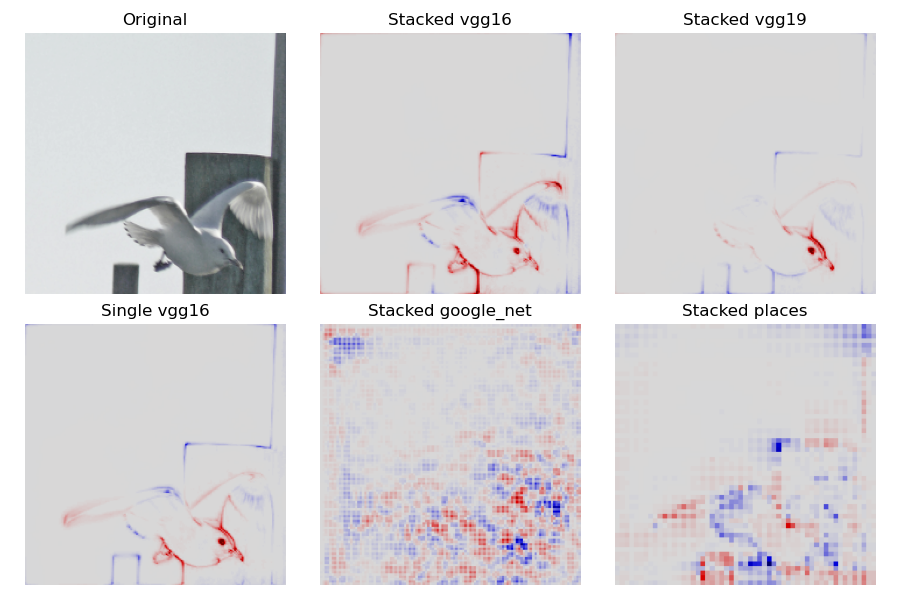 Original
Stacked vgg16
Stacked vgg19
Single vgg16
Stacked google_net
Stacked places